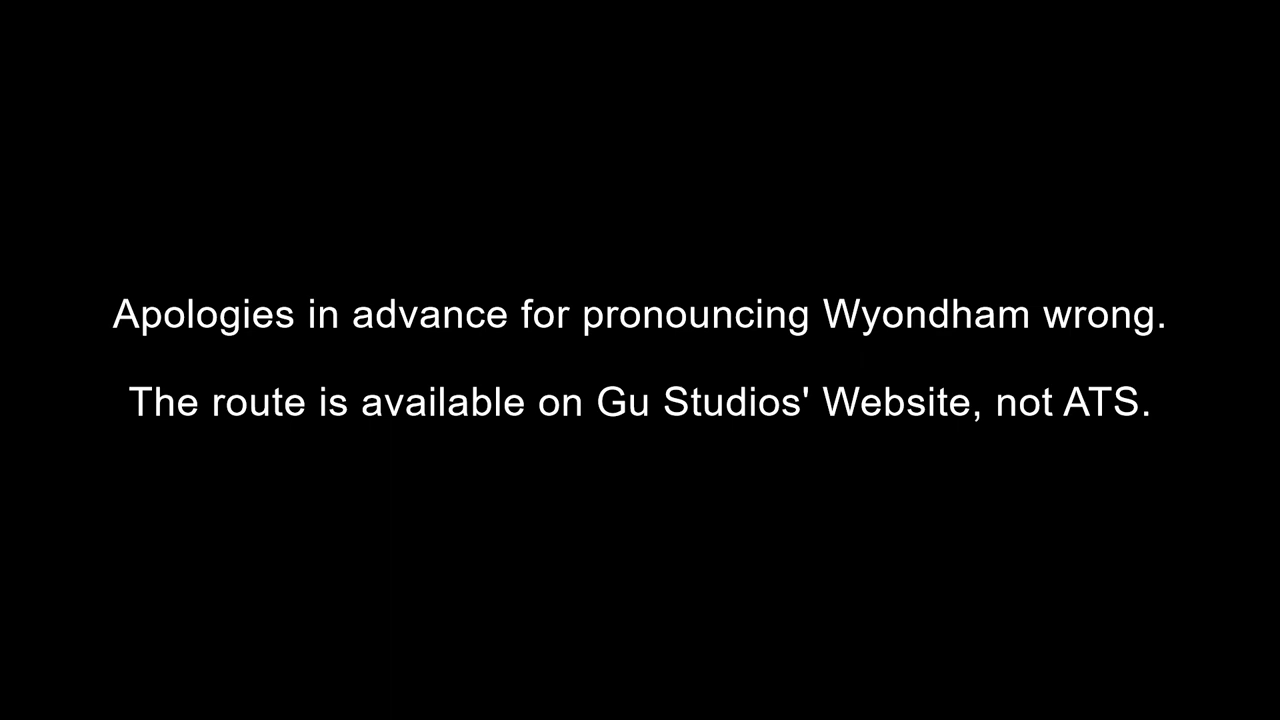 Apologies in advance for pronouncing Wyondham wrong.
The route is available on Gu Studios' Website, not ATS.